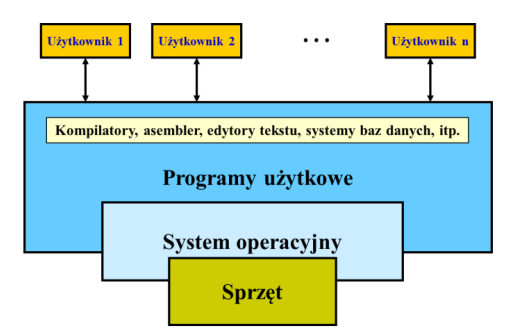 Użytkownik 1 Użytkownik 2 ... Użytkownik n
Kompilatory, asembler, edytory tekstu, systemy baz danych, itp.
Programy użytkowe
System operacyjny
Sprzęt